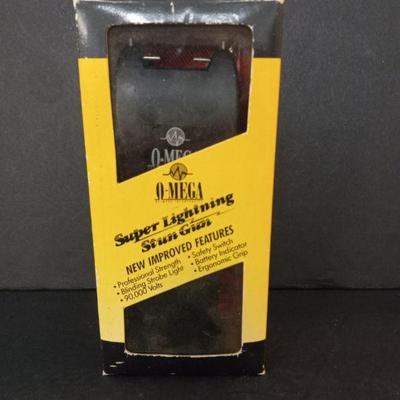 O-MEGA
O-MEGA
Super Lightning
Stun Gun
NEW IMPROVED FEATURES
• Professional Strength
• Blinding Strobe Light
• 90,000 Volts
• Safety Switch
• Battery Indicator
• Ergonomic Grip